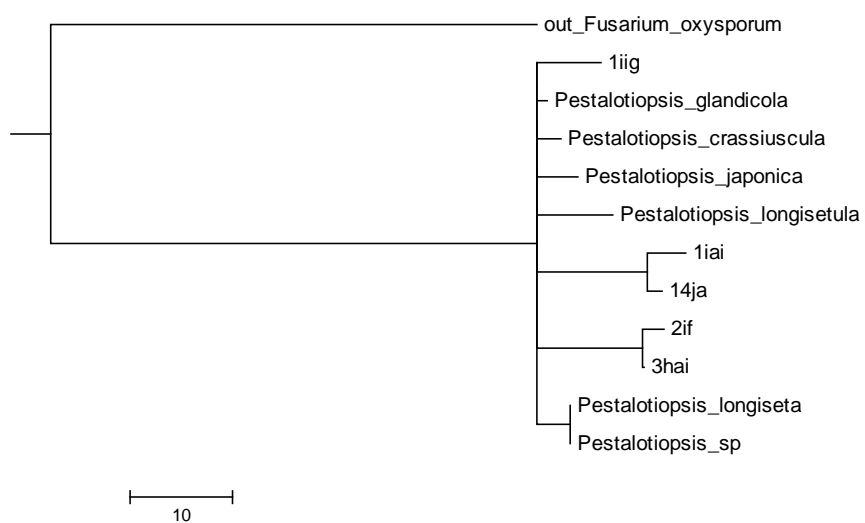 out_Fusarium_oxysporum
1iig
Pestalotiopsis_glandicola
Pestalotiopsis_crassiuscula
Pestalotiopsis_japonica
Pestalotiopsis_longisetula
1iai
14ja
2if
3hai
Pestalotiopsis_longiseta
Pestalotiopsis_sp
10